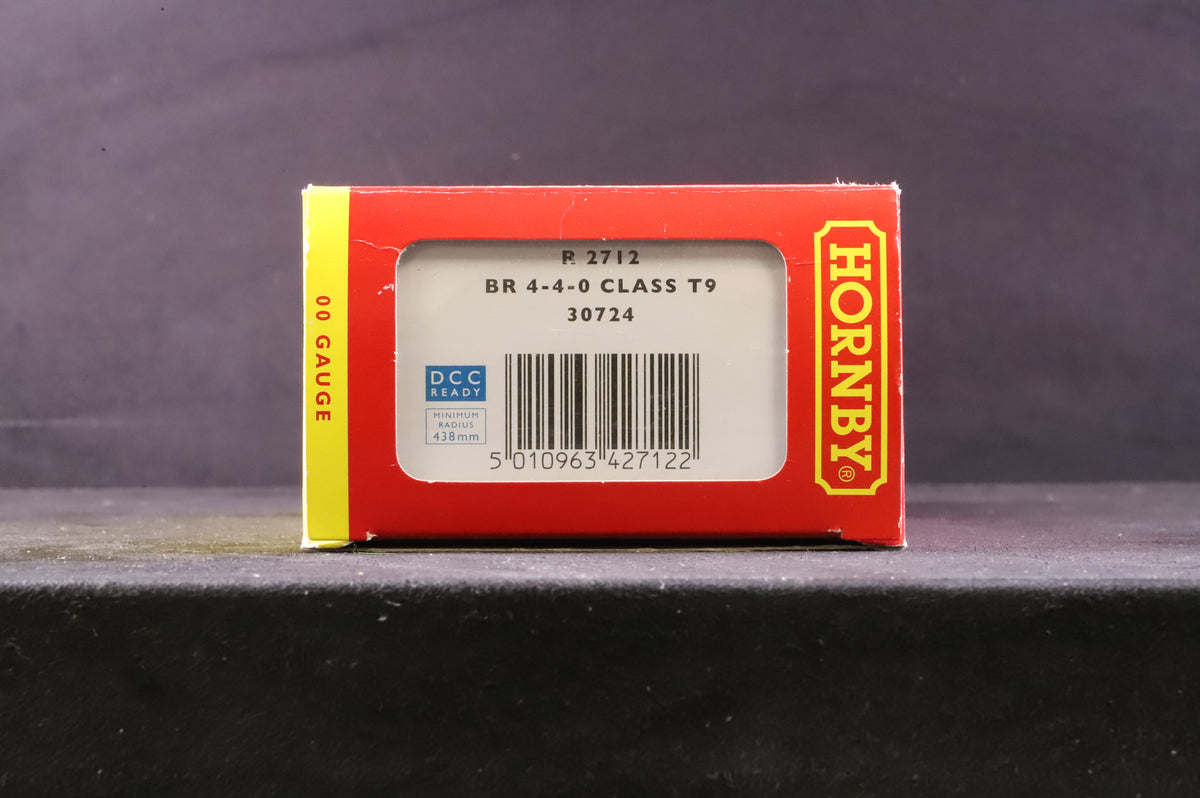 00 GAUGE
R 2712
BR 4-4-0 CLASS T9
30724
DCC
READY
MINIMUM
RADIUS
438mm
5 010963 427122
HORNBY®